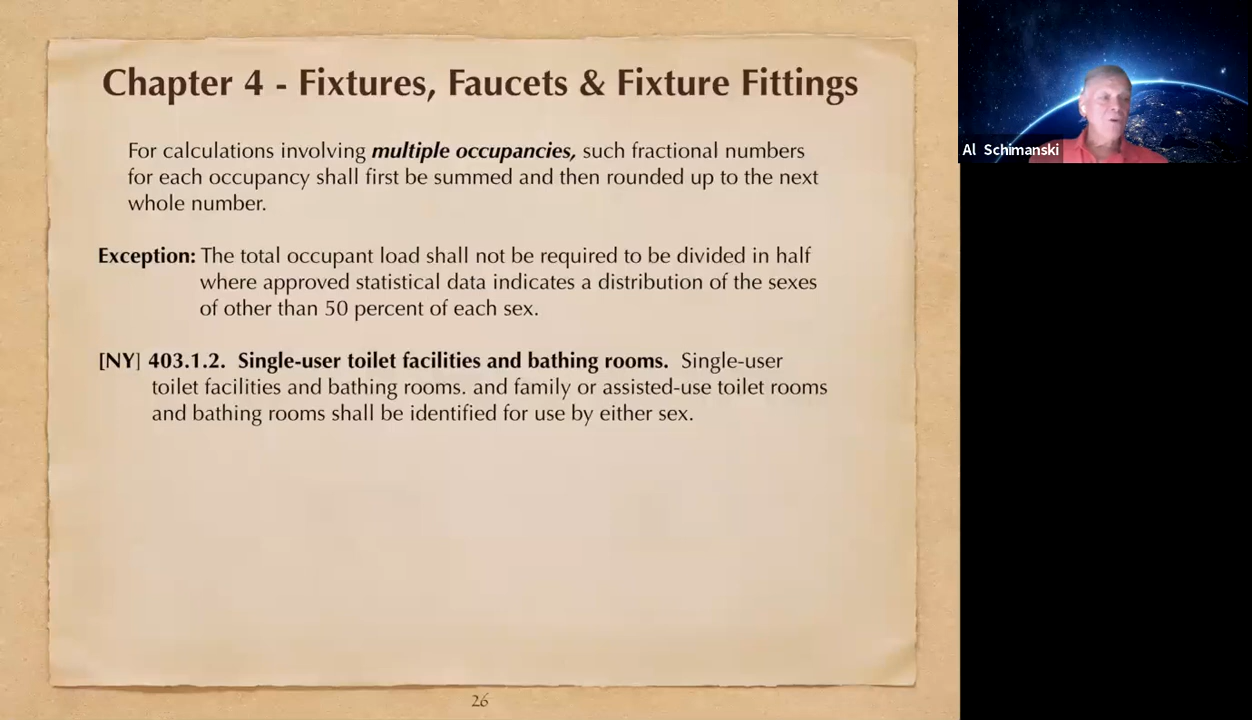 Chapter 4 - Fixtures, Faucets & Fixture Fittings
For calculations involving multiple occupancies, such fractional numbers
for each occupancy shall first be summed and then rounded up to the next
whole number.
Exception: The total occupant load shall not be required to be divided in half
where approved statistical data indicates a distribution of the sexes
of other than 50 percent of each sex.
[NY] 403.1.2. Single-user toilet facilities and bathing rooms. Single-user
toilet facilities and bathing rooms. and family or assisted-use toilet rooms
and bathing rooms shall be identified for use by either sex.
26
Al Schimanski